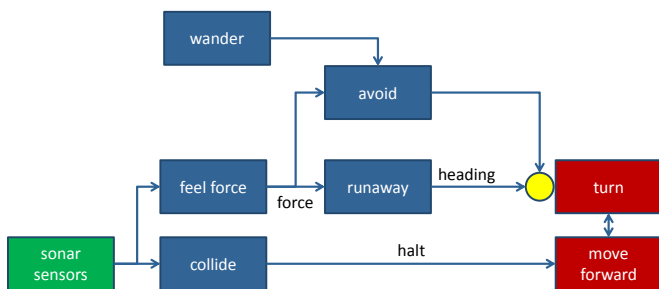 wander
avoid
feel force
force
runaway
heading
turn
sonar
sensors
collide
halt
move
forward